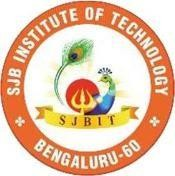 SJB INSTITUTE OF TECHNOLOGY
SJBIT
BENGALURU-60